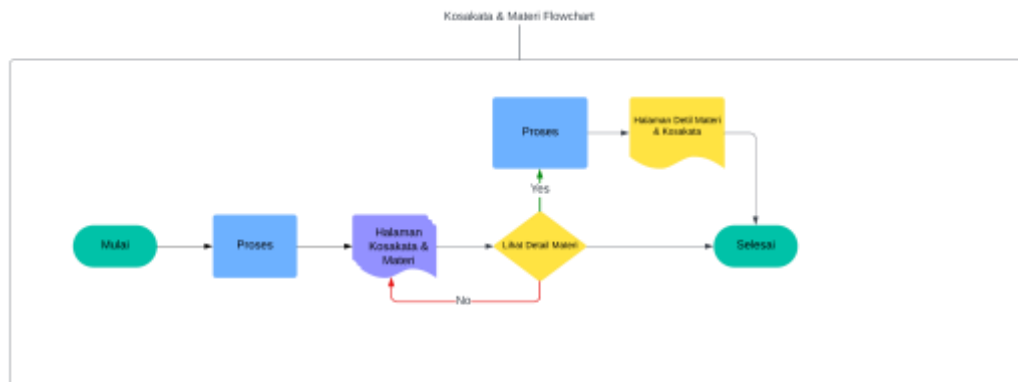 Kosakata & Materi Flowchart
Proses
Halaman Detil Materi
& Kosakata
Yes
Mulai
Proses
Halaman
Kosakata &
Materi
Lihat Detail Materi
Selesai
No